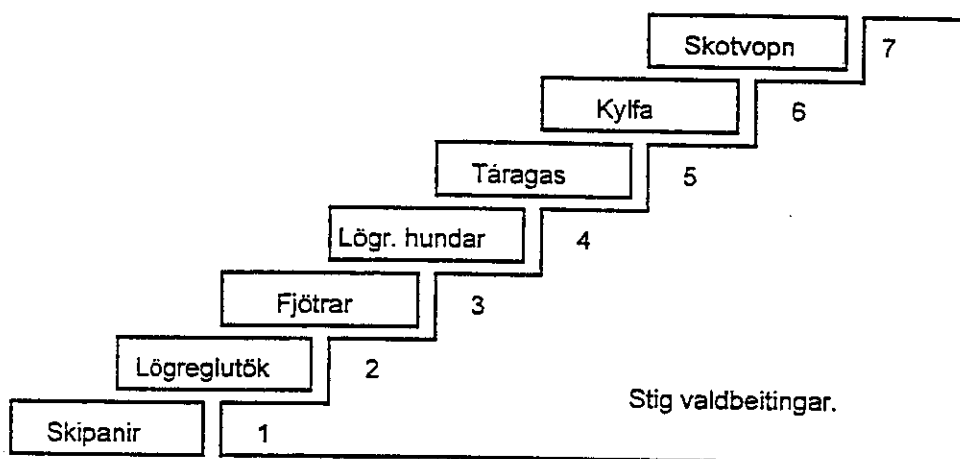 Skotvopn 7
Kylfa 6
Táragas 5
Lögr. hundar 4
Fjötrar 3
Lögreglutök 2
Stig valdbeitingar.
Skipanir 1